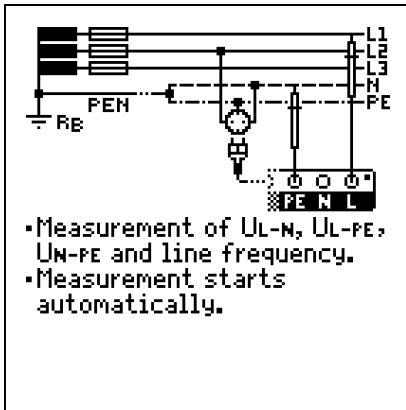 L1
L2
L3
N
PE
PEN
RB
PE N L
▪Measurement of UL-N, UL-PE,
UN-PE and line frequency.
▪Measurement starts
automatically.